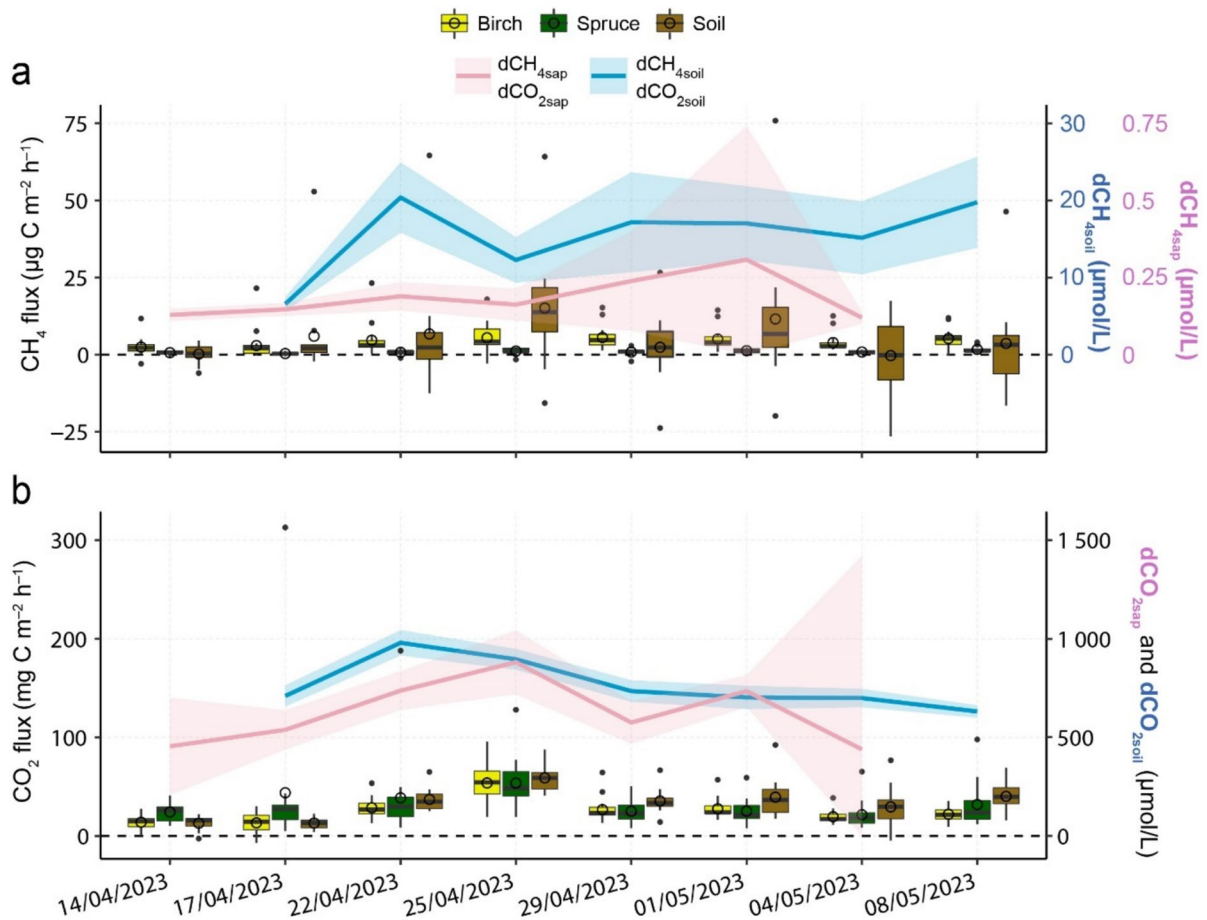 Birch Spruce Soil
dCH₄sap dCH₄soil
dCO₂sap dCO₂soil
a
CH₄ flux (µg C m⁻² h⁻¹)
75
50
25
0
−25
30
20
10
0
dCH₄soil (µmol/L)
0.75
0.5
0.25
0
dCH₄sap (µmol/L)
b
CO₂ flux (mg C m⁻² h⁻¹)
300
200
100
0
1 500
1 000
500
0
dCO₂sap and dCO₂soil (µmol/L)
14/04/2023
17/04/2023
22/04/2023
25/04/2023
29/04/2023
01/05/2023
04/05/2023
08/05/2023